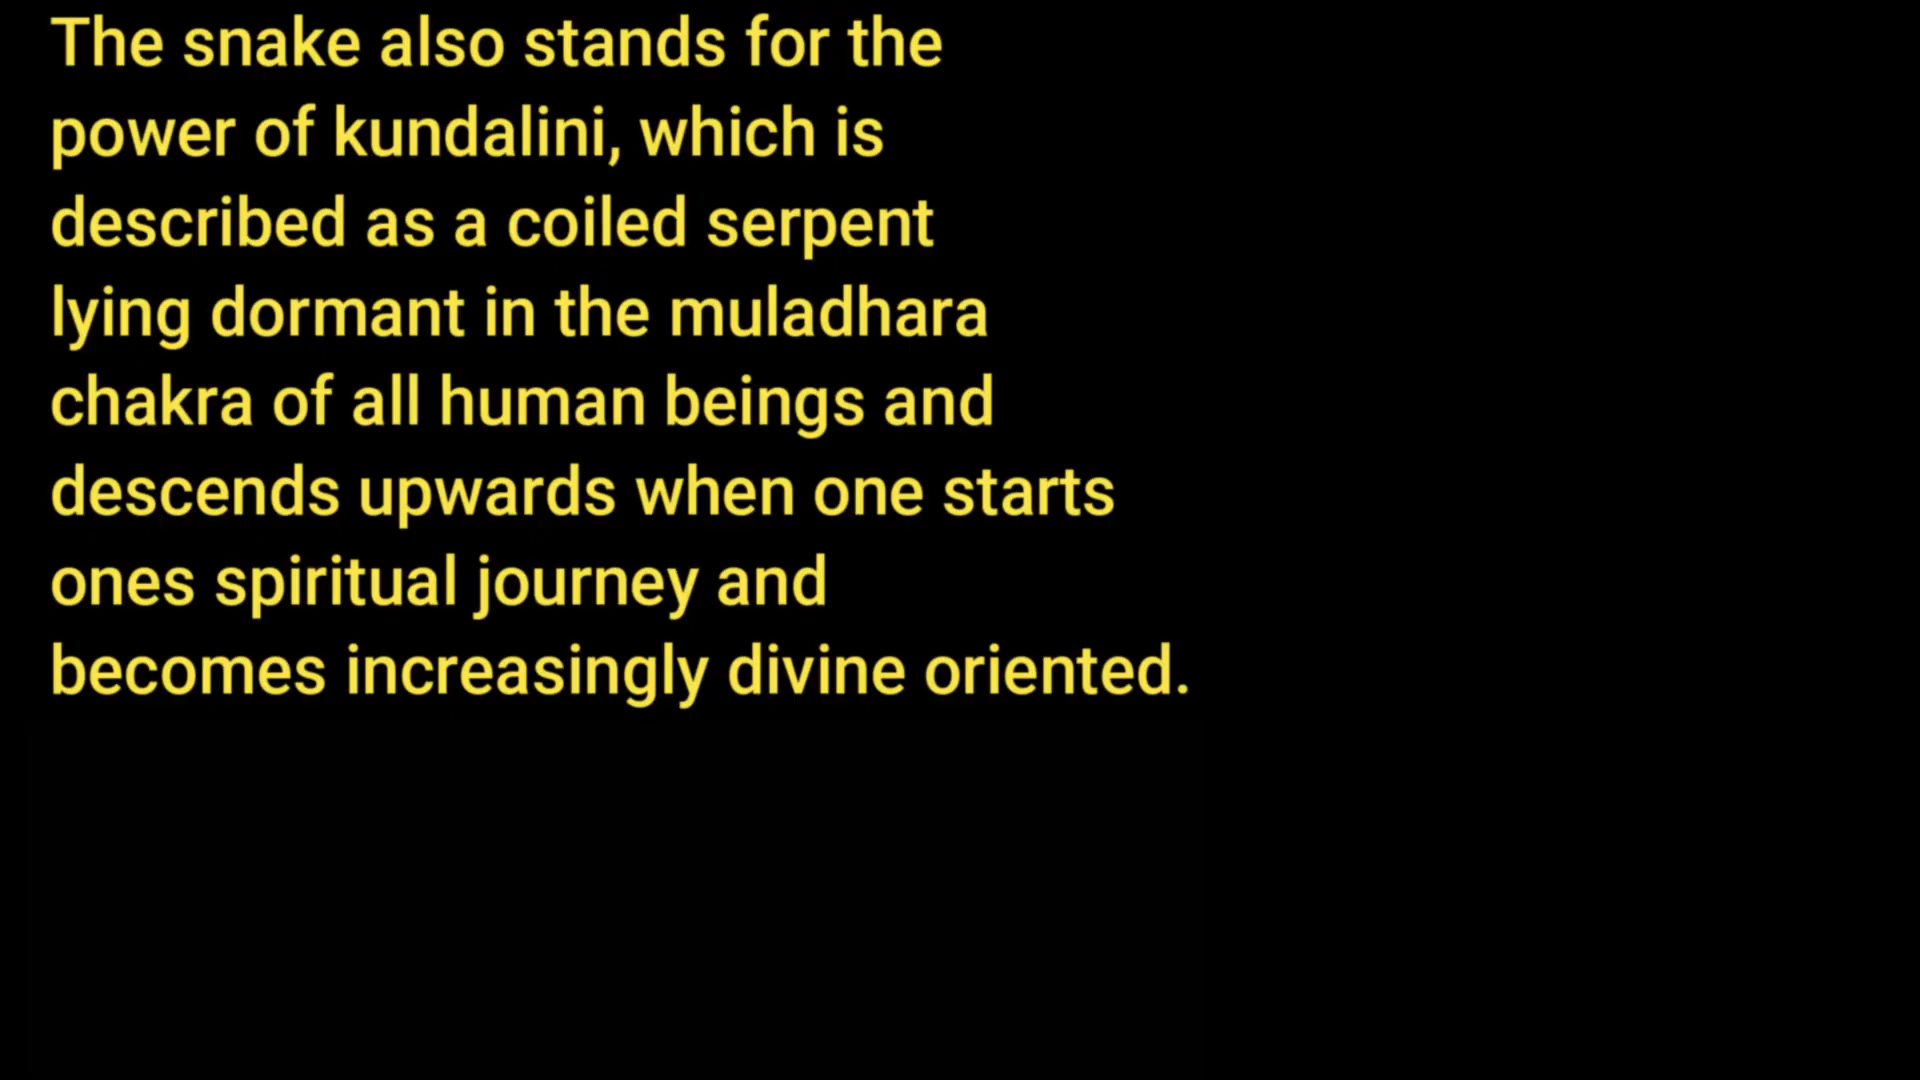 The snake also stands for the
power of kundalini, which is
described as a coiled serpent
lying dormant in the muladhara
chakra of all human beings and
descends upwards when one starts
ones spiritual journey and
becomes increasingly divine oriented.